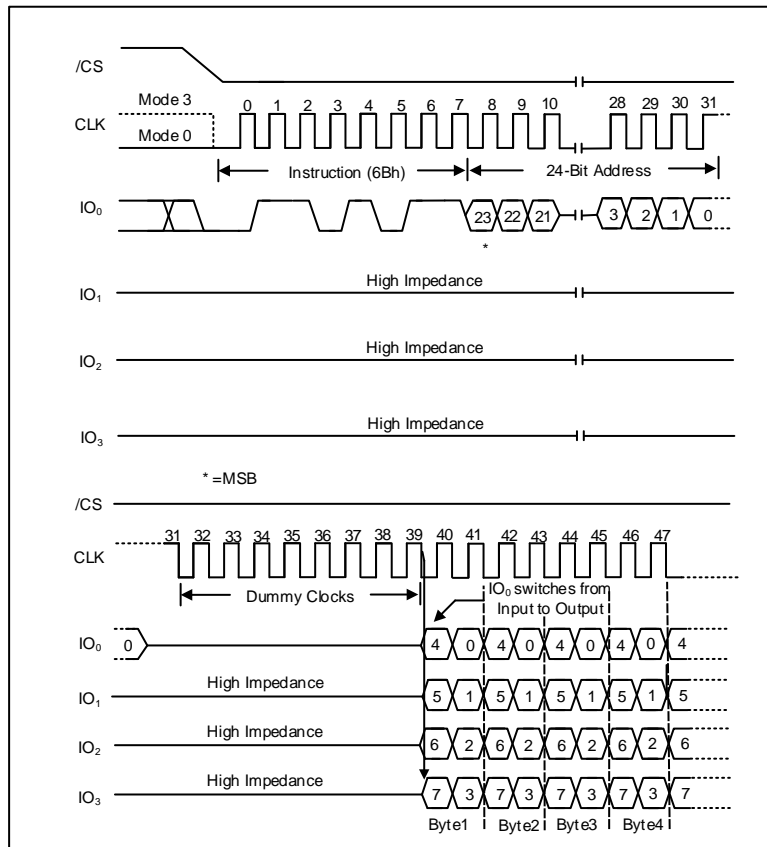 /CS
Mode 3
0 1 2 3 4 5 6 7 8 9 10 28 29 30 31
CLK
Mode 0
Instruction (6Bh) 24-Bit Address
IO0
23 22 21 3 2 1 0
*
High Impedance
IO1
High Impedance
IO2
High Impedance
IO3
* =MSB
/CS
31 32 33 34 35 36 37 38 39 40 41 42 43 44 45 46 47
CLK
Dummy Clocks
IO0 switches from
Input to Output
IO0 0 4 0 4 0 4 0 4 0 4
High Impedance
IO1 5 1 5 1 5 1 5 1 5
High Impedance
IO2 6 2 6 2 6 2 6 2 6
High Impedance
IO3 7 3 7 3 7 3 7 3 7
Byte1 Byte2 Byte3 Byte4